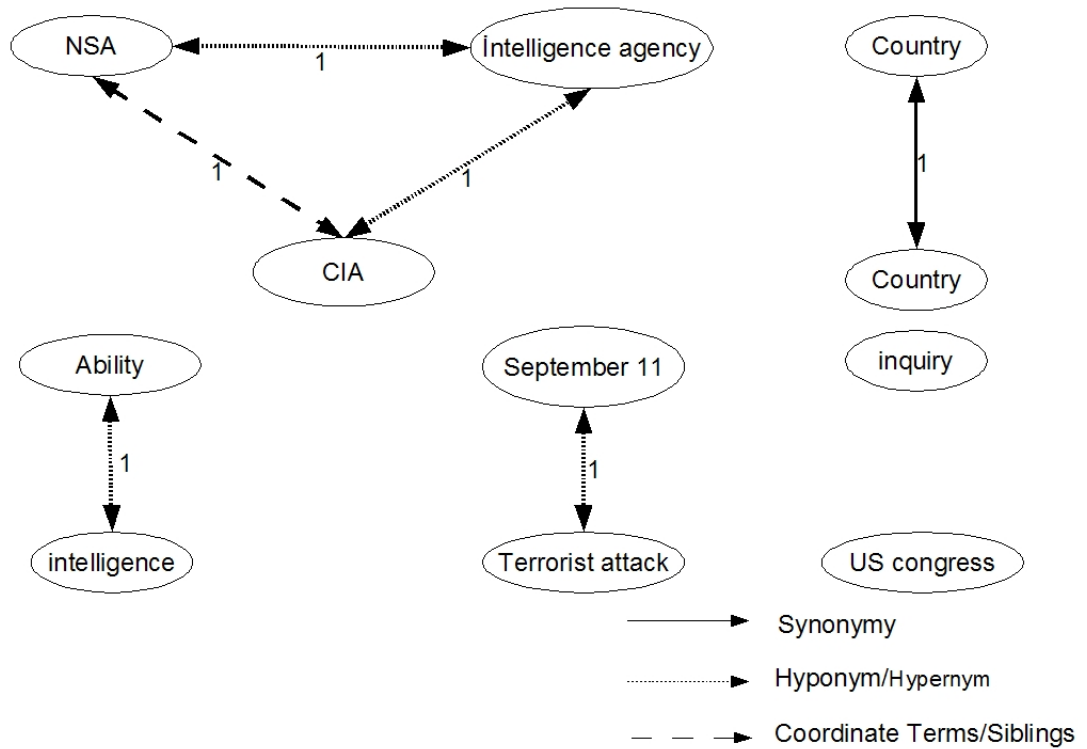 NSA
İntelligence agency
Country
1
1
1
1
CIA
Country
Ability
September 11
inquiry
1
1
intelligence
Terrorist attack
US congress
Synonymy
Hyponym/Hypernym
Coordinate Terms/Siblings